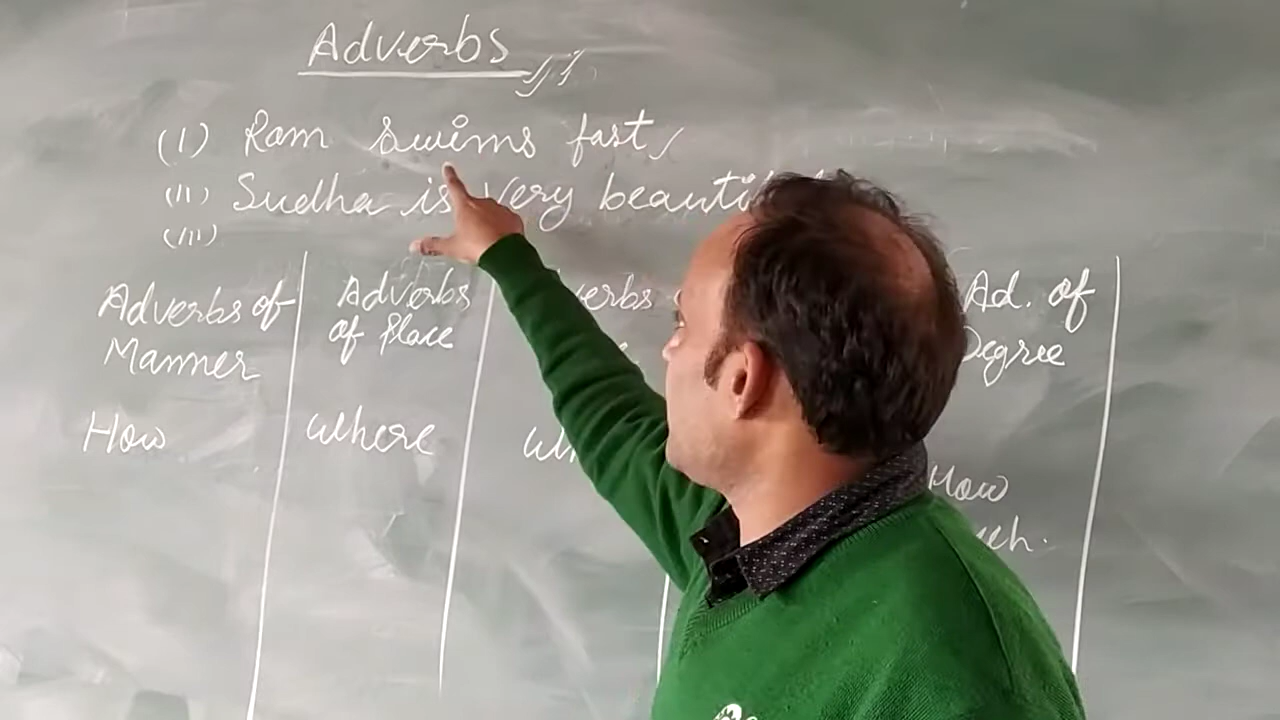 Adverbs
(I) Ram swims fast
(II) Sudha is very
(III)
Adverbs of Manner Adverbs of Place Ad. of Degree
How Where How